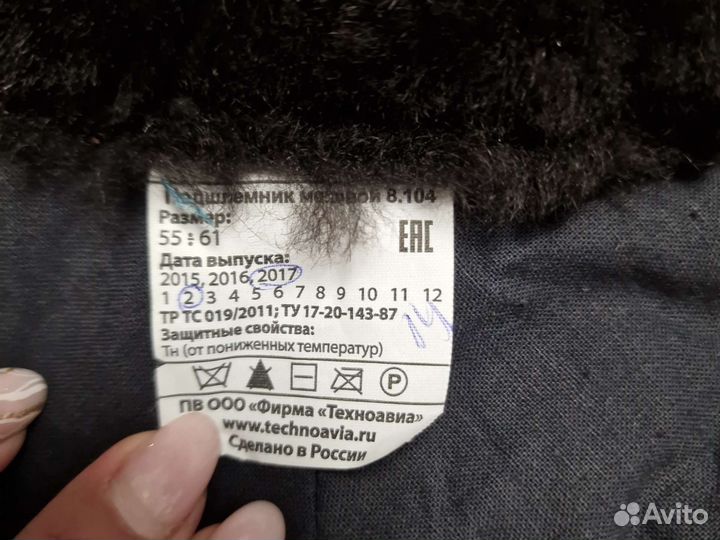 Подшлемник меховой 8.104
Размер:
55 ÷ 61
ЕАС
Дата выпуска:
2015, 2016, 2017
1 2 3 4 5 6 7 8 9 10 11 12
ТР ТС 019/2011; ТУ 17-20-143-87
Защитные свойства:
Тн (от пониженных температур)
P
ПВ ООО «Фирма «Техноавиа»
www.technoavia.ru
Сделано в России
Avito